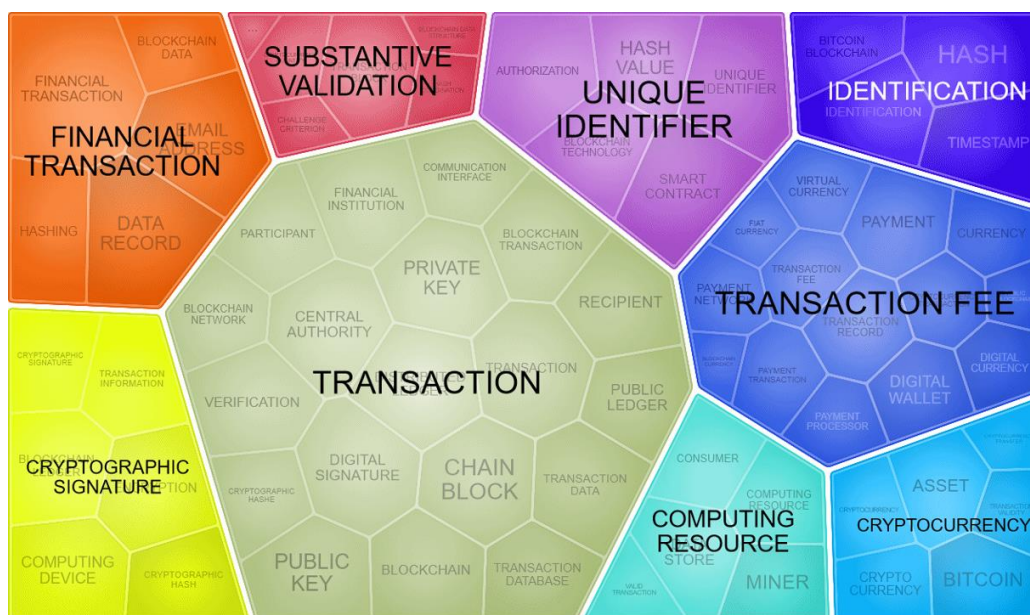 BLOCKCHAIN
DATA
FINANCIAL
TRANSACTION
EMAIL
ADDRESS
FINANCIAL
TRANSACTION
HASHING
DATA
RECORD
SUBSTANTIVE
VALIDATION
CHALLENGE
CRITERION
AUTHORIZATION
HASH
VALUE
UNIQUE
IDENTIFIER
UNIQUE
IDENTIFIER
BLOCKCHAIN
TECHNOLOGY
SMART
CONTRACT
BITCOIN
BLOCKCHAIN
HASH
IDENTIFICATION
IDENTIFICATION
TIMESTAMP
COMMUNICATION
INTERFACE
FINANCIAL
INSTITUTION
PARTICIPANT
BLOCKCHAIN
TRANSACTION
PRIVATE
KEY
BLOCKCHAIN
NETWORK
CENTRAL
AUTHORITY
RECIPIENT
TRANSACTION
TRANSACTION
VERIFICATION
PUBLIC
LEDGER
DIGITAL
SIGNATURE
CHAIN
BLOCK
TRANSACTION
DATA
CRYPTOGRAPHIC
HASHE
PUBLIC
KEY
BLOCKCHAIN
TRANSACTION
DATABASE
VIRTUAL
CURRENCY
FIAT
CURRENCY
PAYMENT
CURRENCY
TRANSACTION
FEE
PAYMENT
NETWORK
TRANSACTION FEE
TRANSACTION
RECORD
BLOCKCHAIN
CURRENCY
PAYMENT
TRANSACTION
DIGITAL
WALLET
DIGITAL
CURRENCY
PAYMENT
PROCESSOR
CRYPTOGRAPHIC
SIGNATURE
TRANSACTION
INFORMATION
CRYPTOGRAPHIC
SIGNATURE
COMPUTING
DEVICE
CRYPTOGRAPHIC
HASH
CONSUMER
COMPUTING
RESOURCE
COMPUTING
RESOURCE
STORE
VALID
TRANSACTION
MINER
ASSET
CRYPTOCURRENCY
TRANSACTION
VALIDITY
CRYPTOCURRENCY
CRYPTO
CURRENCY
BITCOIN